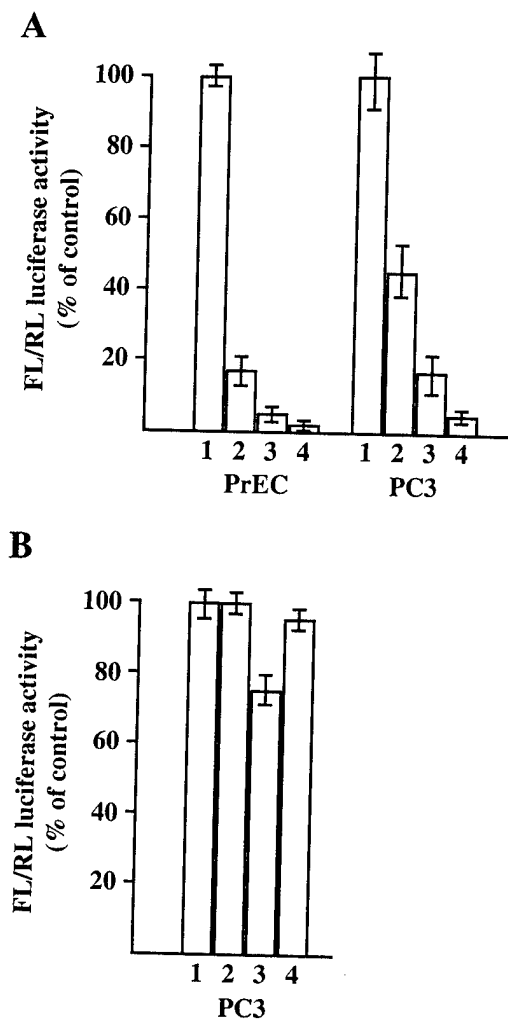 A
FL/RL luciferase activity
(% of control)
100
80
60
40
20
1 2 3 4
1 2 3 4
PrEC
PC3
B
FL/RL luciferase activity
(% of control)
100
80
60
40
20
1 2 3 4
PC3